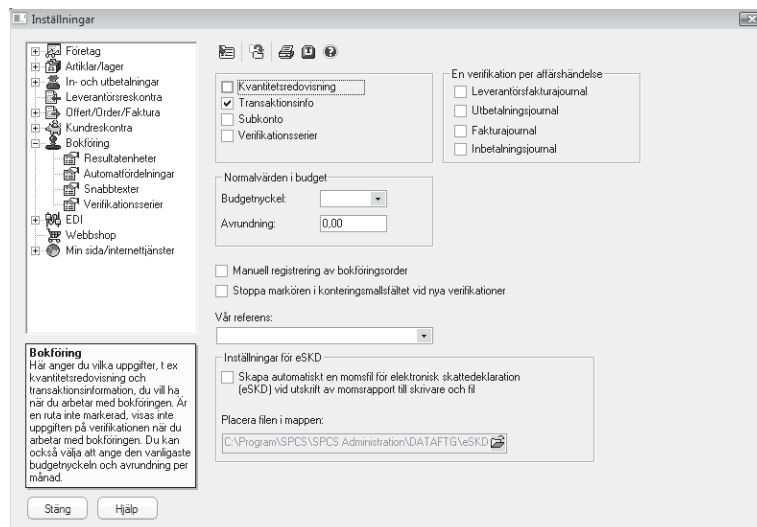 Inställningar
Företag
Artiklar/lager
In- och utbetalningar
Leverantörsreskontra
Offert/Order/Faktura
Kundreskontra
Bokföring
Resultatenheter
Automatfördelningar
Snabbtexter
Verifikationsserier
EDI
Webbshop
Min sida/internettjänster
Bokföring
Här anger du vilka uppgifter, t ex
kvantitetsredovisning och
transaktionsinformation, du vill ha
när du arbetar med bokföringen. Är
en ruta inte markerad, visas inte
uppgiften på verifikationen när du
arbetar med bokföringen. Du kan
också välja att ange den vanligaste
budgetnyckeln och avrundning per
månad.
Stäng
Hjälp
Kvantitetsredovisning
Transaktionsinfo
Subkonto
Verifikationsserier
En verifikation per affärshändelse
Leverantörsfakturajournal
Utbetalningsjournal
Fakturajournal
Inbetalningsjournal
Normalvärden i budget
Budgetnyckel:
Avrundning: 0,00
Manuell registrering av bokföringsorder
Stoppa markören i konteringsmallsfältet vid nya verifikationer
Vår referens:
Inställningar för eSKD
Skapa automatiskt en momsfil för elektronisk skattedeklaration
(eSKD) vid utskrift av momsrapport till skrivare och fil
Placera filen i mappen:
C:\Program\SPCS\SPCS Administration\DATAFTG\eSKD